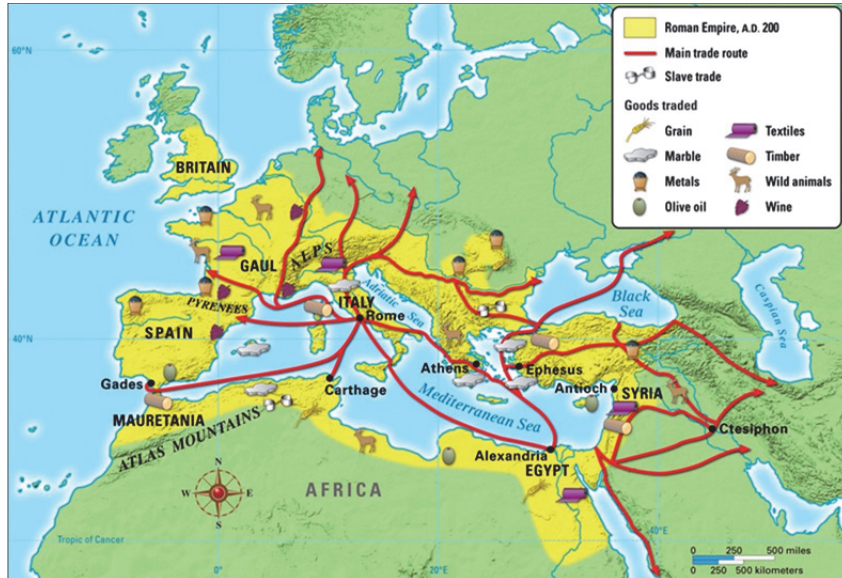 60°N
Roman Empire, A.D. 200
Main trade route
Slave trade
Goods traded
Grain
Textiles
Marble
Timber
Metals
Wild animals
Olive oil
Wine
BRITAIN
ATLANTIC
OCEAN
GAUL
ALPS
PYRENEES
ITALY
Rome
Adriatic Sea
Black
Sea
Caspian Sea
40°N
SPAIN
Gades
Carthage
Athens
Ephesus
Antioch
SYRIA
Mediterranean
Sea
MAURETANIA
ATLAS MOUNTAINS
Ctesiphon
Alexandria
EGYPT
AFRICA
N
W
E
S
Tropic of Cancer
0°
20°E
40°E
0
250
500 miles
0
250
500 kilometers